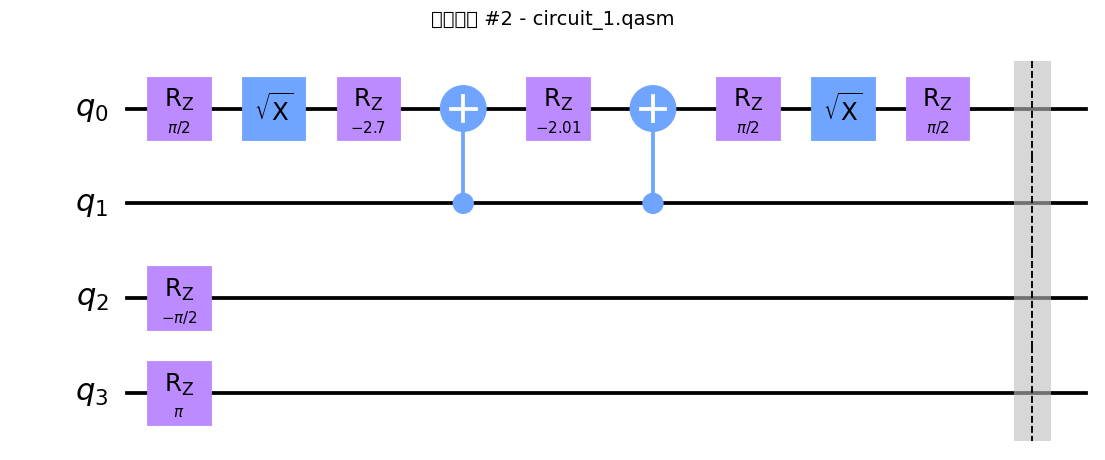 #2 - circuit_1.qasm
q0 RZ π/2 √X RZ −2.7 RZ −2.01 RZ π/2 √X RZ π/2
q1
q2 RZ −π/2
q3 RZ π